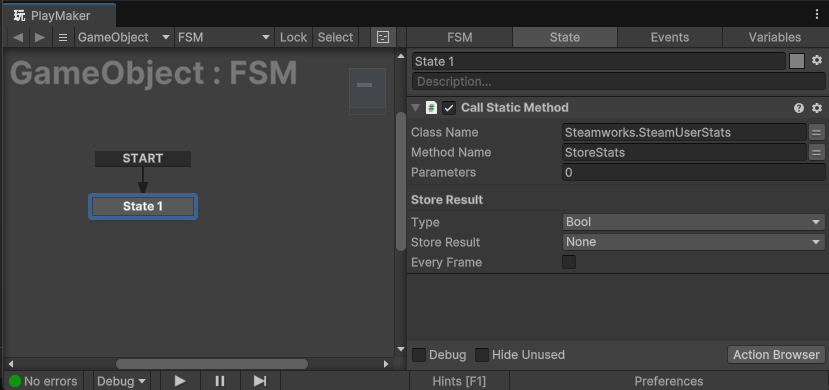 玩 PlayMaker
GameObject FSM Lock Select FSM State Events Variables
GameObject : FSM
State 1
Description...
Call Static Method
Class Name Steamworks.SteamUserStats
Method Name StoreStats
Parameters 0
START
State 1
Store Result
Type Bool
Store Result None
Every Frame
Debug Hide Unused Action Browser
No errors Debug Hints [F1] Preferences